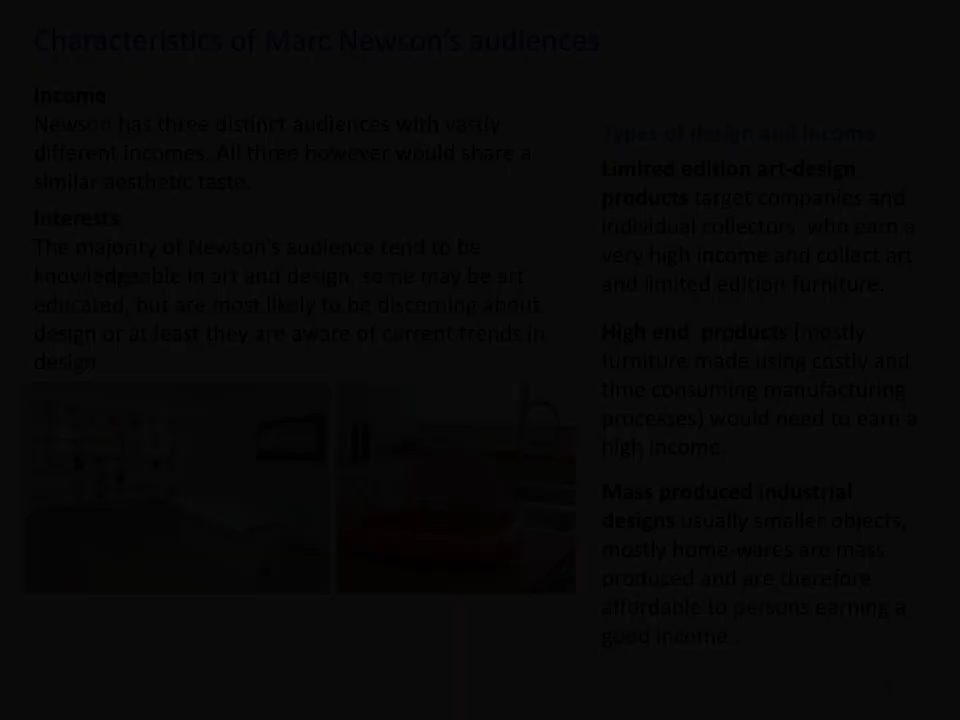 Characteristics of Marc Newson's audiences
Income
Newson has three distinct audiences with vastly
different incomes. All three however would share a
similar aesthetic taste.
Interests
The majority of Newson's audience tend to be
knowledgeable in art and design, some may be art
educated, but are most likely to be discerning about
design or at least they are aware of current trends in
design
Types of design and income
Limited edition art-design
products target companies and
individual collectors who earn a
very high income and collect art
and limited edition furniture.
High end products (mostly
furniture made using costly and
time consuming manufacturing
processes) would need to earn a
high income.
Mass produced industrial
designs usually smaller objects,
mostly home-wares are mass
produced and are therefore
affordable to persons earning a
good income..